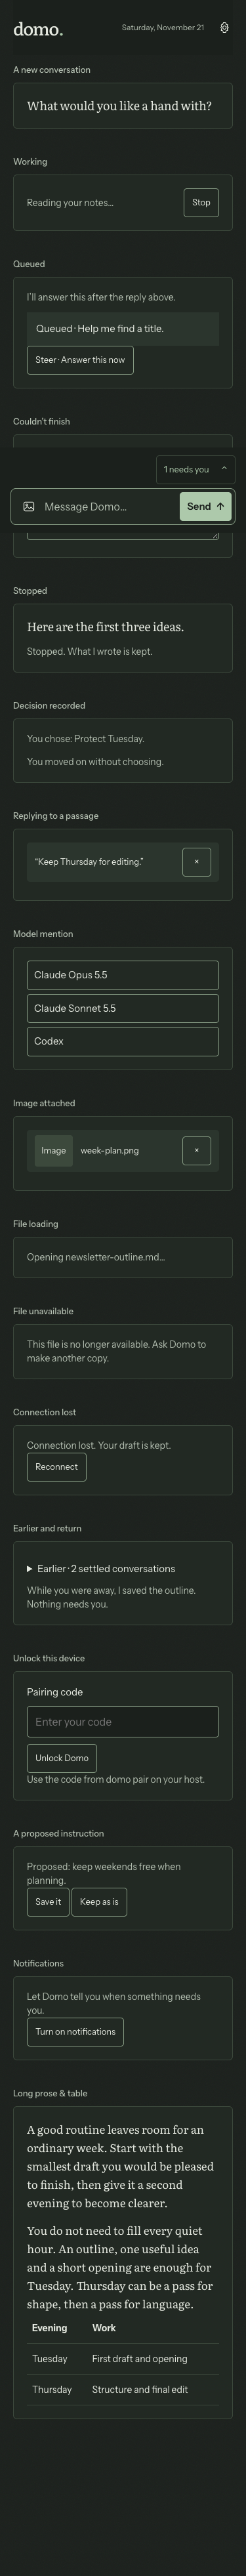 domo.
Saturday, November 21
A new conversation
What would you like a hand with?
Working
Reading your notes…
Stop
Queued
I'll answer this after the reply above.
Queued · Help me find a title.
Steer · Answer this now
Couldn't finish
1 needs you
Message Domo…
Send ↑
Stopped
Here are the first three ideas.
Stopped. What I wrote is kept.
Decision recorded
You chose: Protect Tuesday.
You moved on without choosing.
Replying to a passage
“Keep Thursday for editing.”
×
Model mention
Claude Opus 5.5
Claude Sonnet 5.5
Codex
Image attached
Image
week-plan.png
×
File loading
Opening newsletter-outline.md…
File unavailable
This file is no longer available. Ask Domo to
make another copy.
Connection lost
Connection lost. Your draft is kept.
Reconnect
Earlier and return
▶ Earlier · 2 settled conversations
While you were away, I saved the outline.
Nothing needs you.
Unlock this device
Pairing code
Enter your code
Unlock Domo
Use the code from domo pair on your host.
A proposed instruction
Proposed: keep weekends free when
planning.
Save it
Keep as is
Notifications
Let Domo tell you when something needs
you.
Turn on notifications
Long prose & table
A good routine leaves room for an
ordinary week. Start with the
smallest draft you would be pleased
to finish, then give it a second
evening to become clearer.
You do not need to fill every quiet
hour. An outline, one useful idea
and a short opening are enough for
Tuesday. Thursday can be a pass for
shape, then a pass for language.
Evening Work
Tuesday First draft and opening
Thursday Structure and final edit